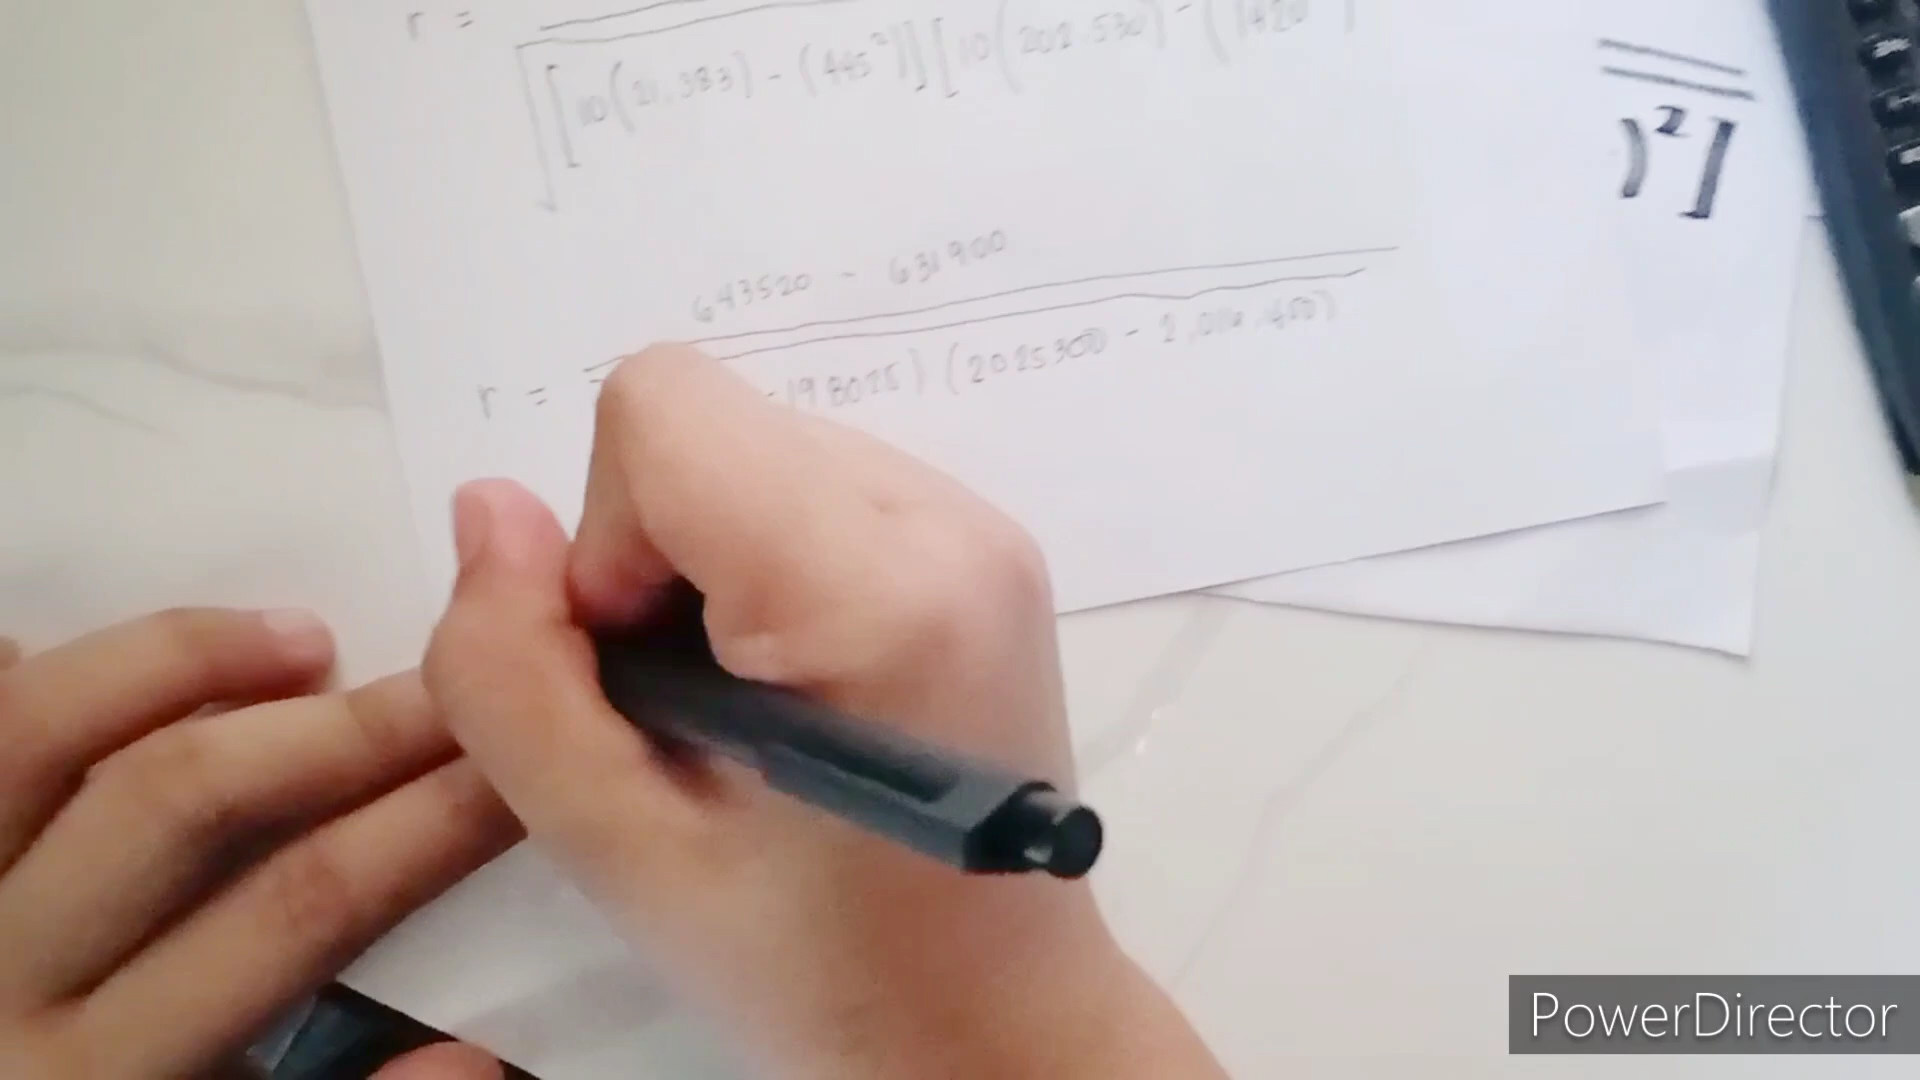 r =
√[10(21,383) - (445²)][10(202,530) - (1420
)²]
643520 - 631900
r =
-198025) (2025300 - 2,016,400)
PowerDirector